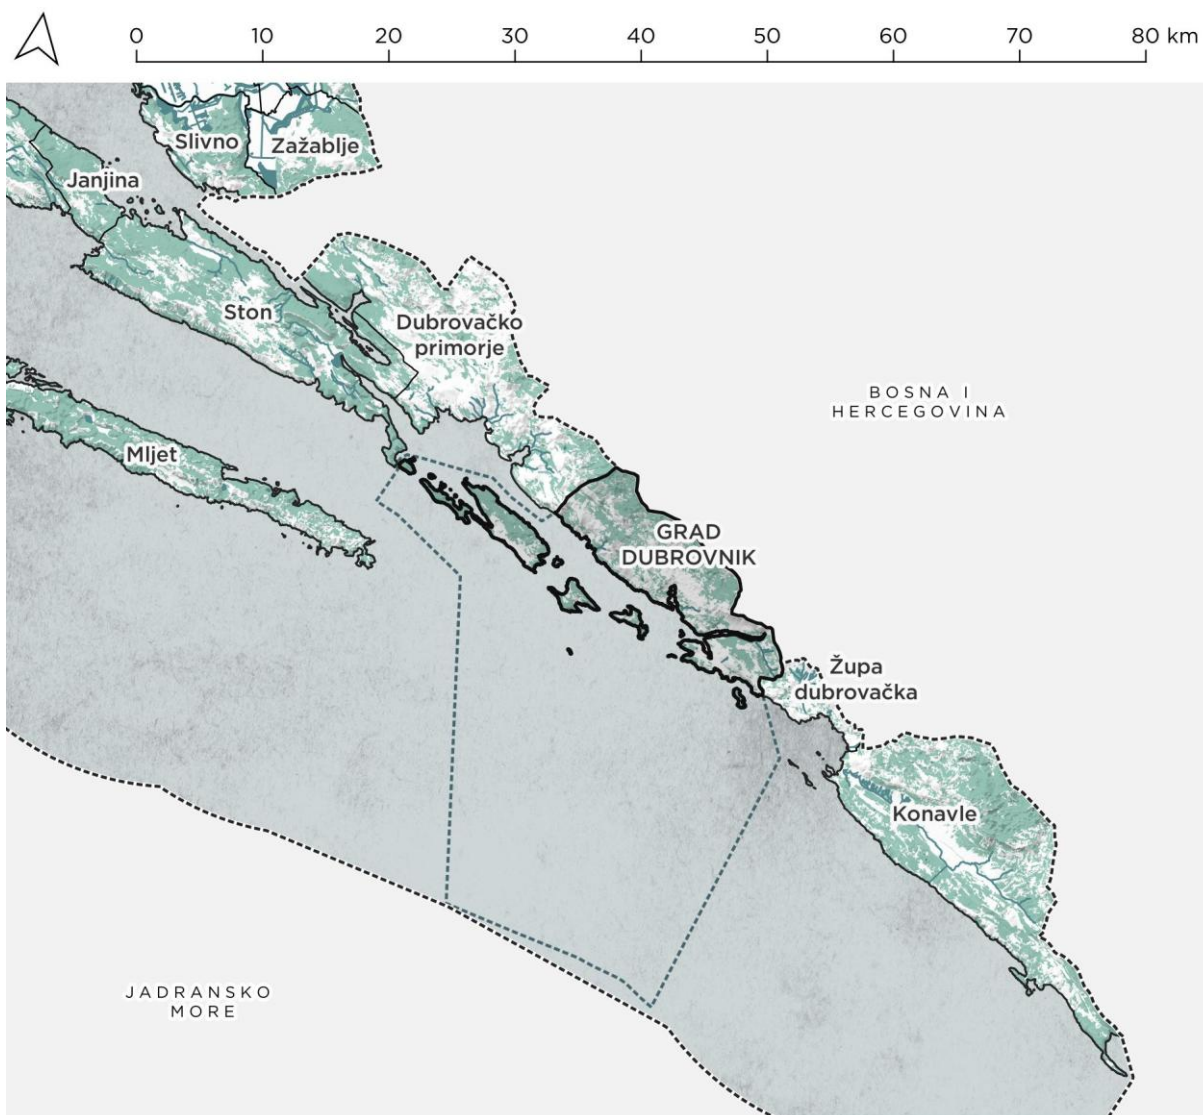 0 10 20 30 40 50 60 70 80 km
Slivno
Zažablje
Janjina
Ston
Dubrovačko
primorje
BOSNA I
HERCEGOVINA
Mljet
GRAD
DUBROVNIK
Župa
dubrovačka
Konavle
JADRANSKO
MORE